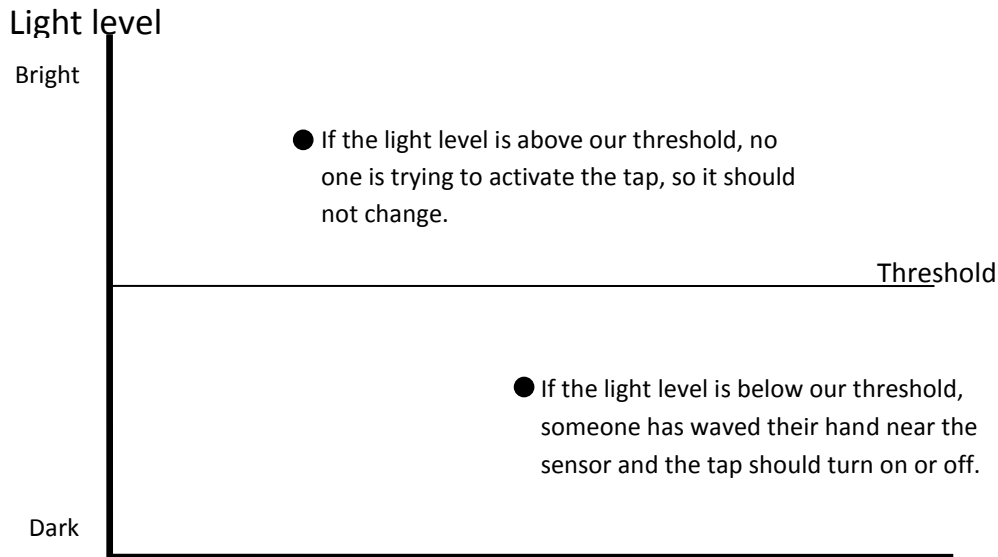 Light level
Bright
● If the light level is above our threshold, no
one is trying to activate the tap, so it should
not change.
Threshold
● If the light level is below our threshold,
someone has waved their hand near the
sensor and the tap should turn on or off.
Dark